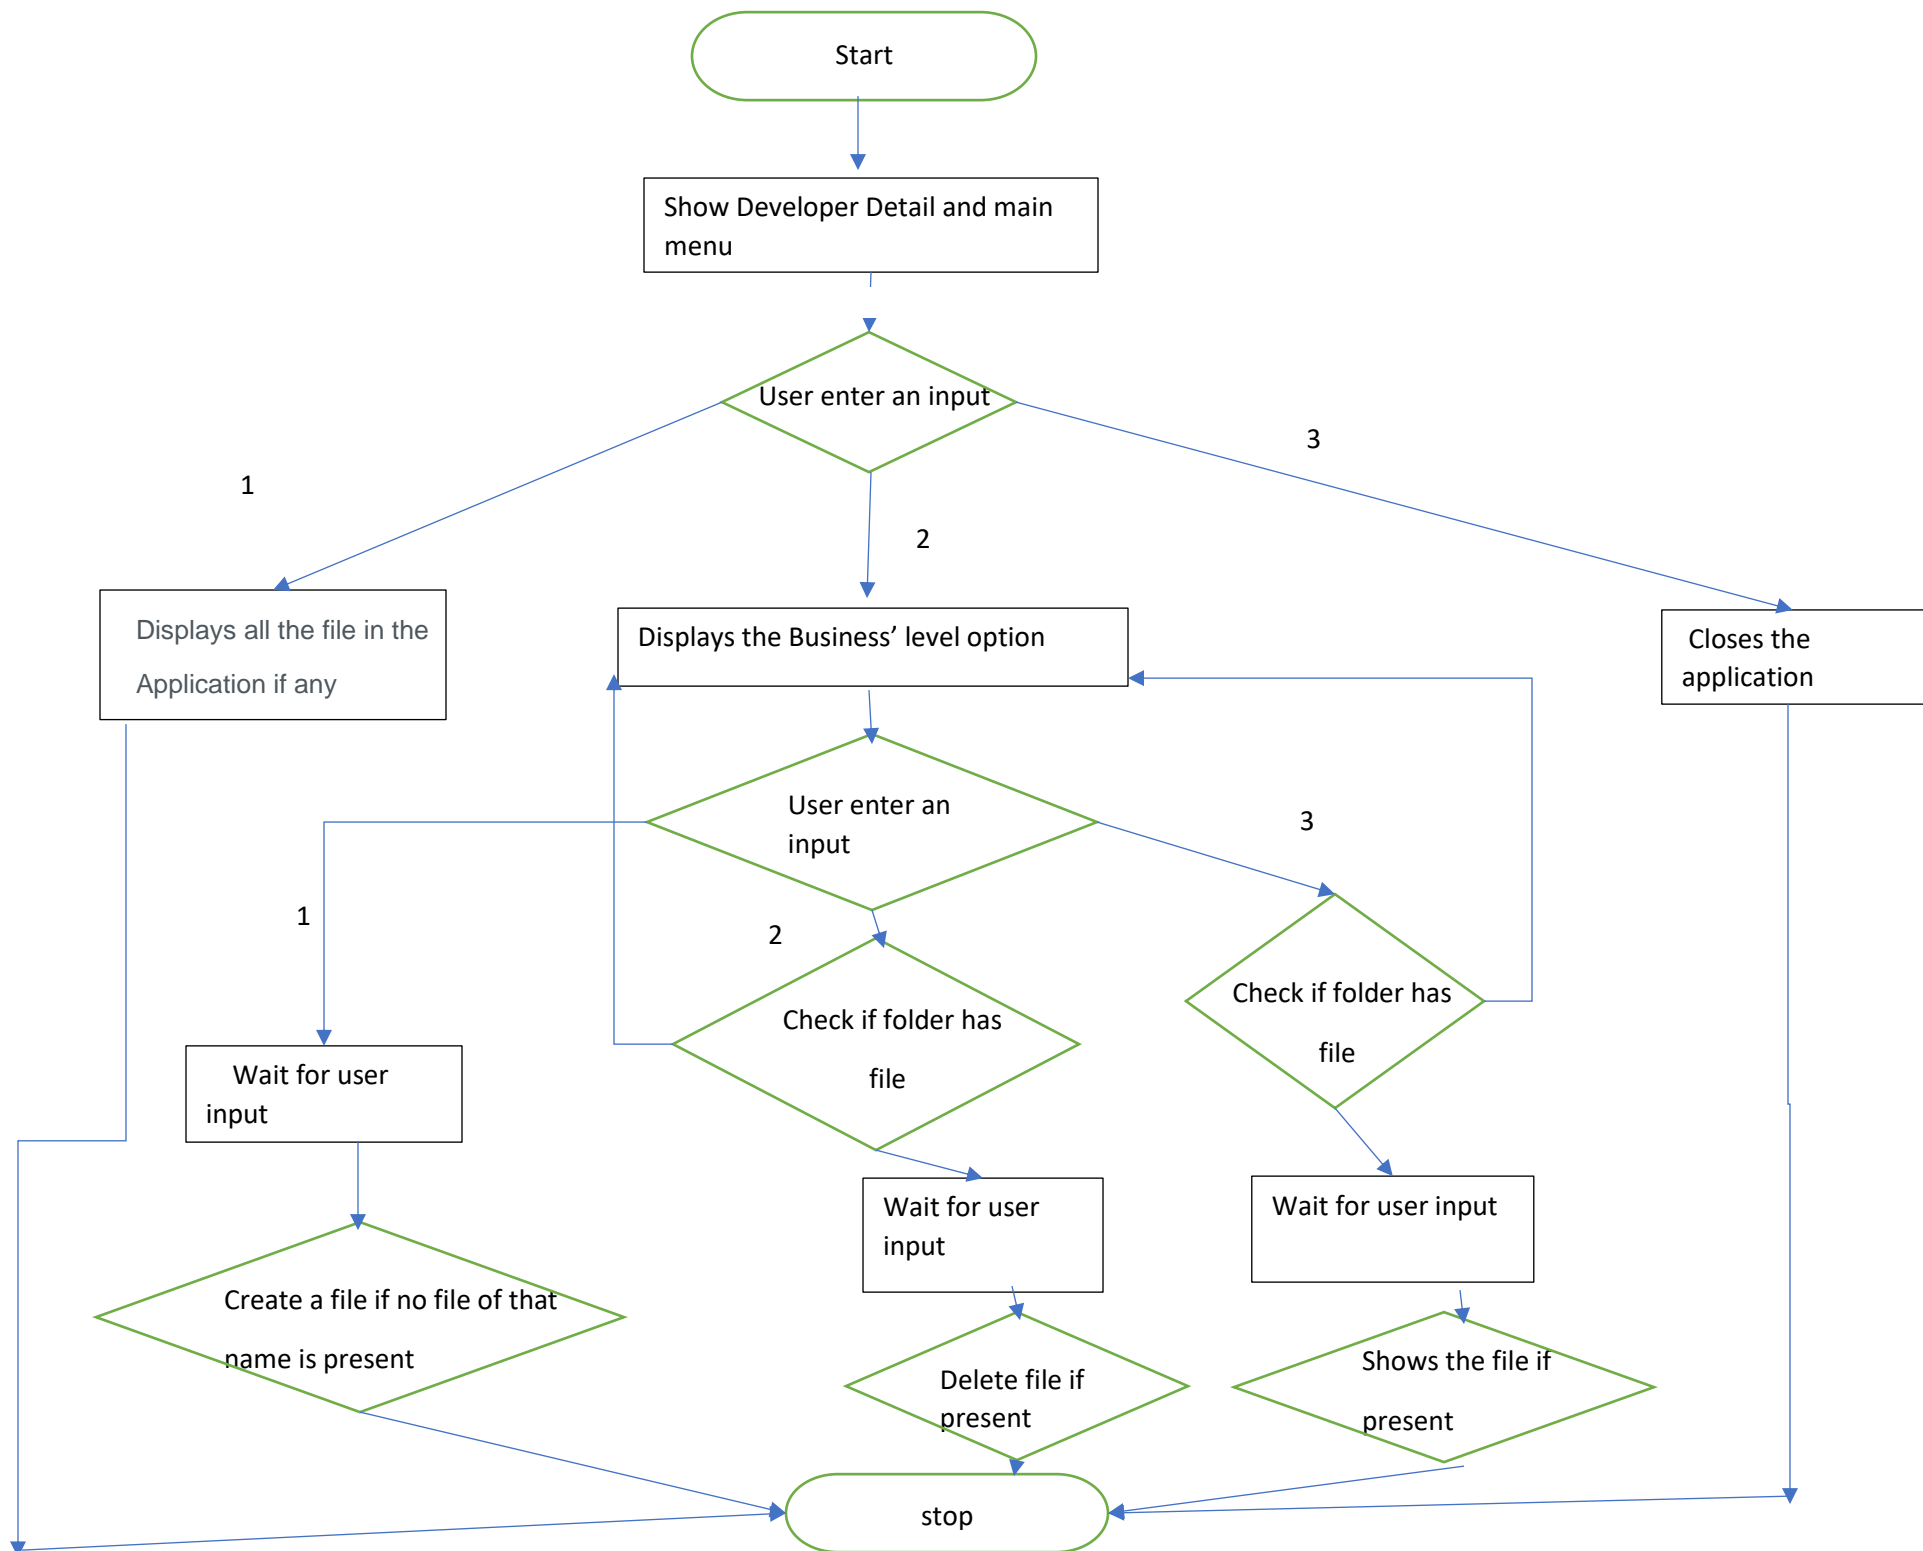 Start
Show Developer Detail and main
menu
User enter an input
3
1
2
Displays all the file in the
Application if any
Displays the Business’ level option
Closes the
application
User enter an
input
3
1
2
Check if folder has
file
Check if folder has
file
Wait for user
input
Wait for user
input
Wait for user input
Create a file if no file of that
name is present
Delete file if
present
Shows the file if
present
stop